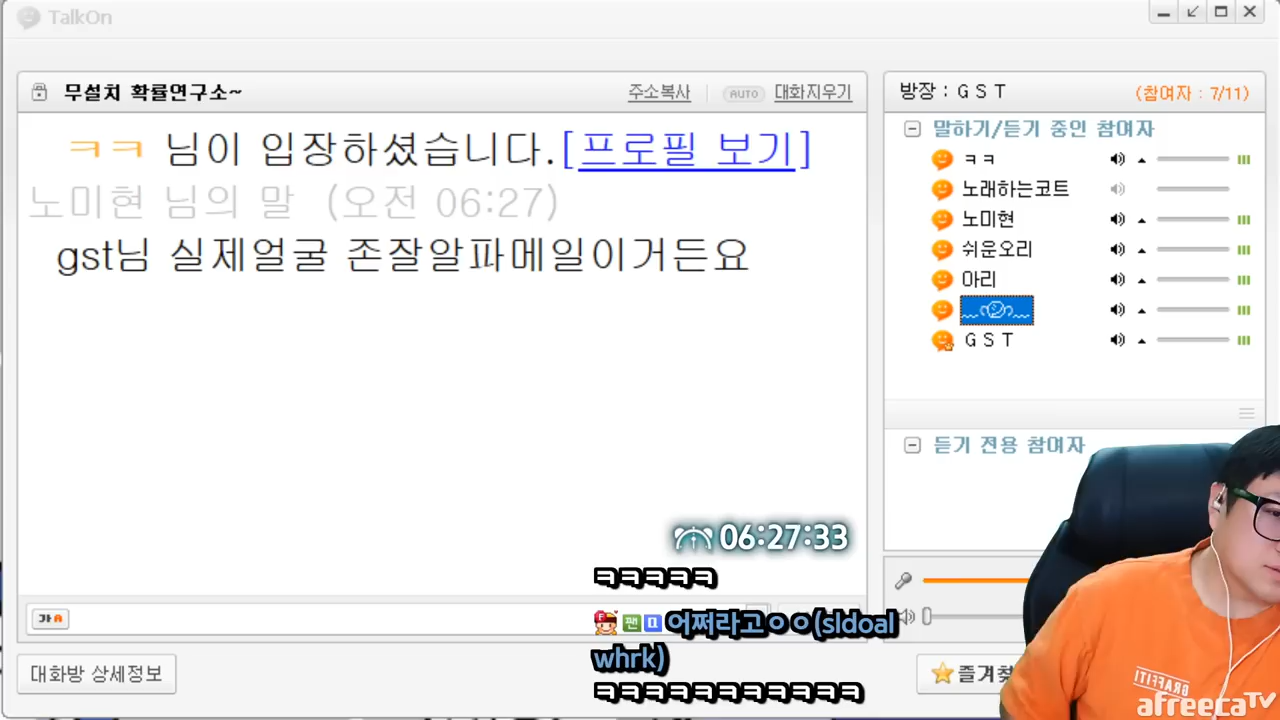 TalkOn
무설치 확률연구소~
주소복사
AUTO
대화지우기
ㅋㅋ 님이 입장하셨습니다.[프로필 보기]
노미현 님의 말 (오전 06:27)
gst님 실제얼굴 존잘알파메일이거든요
방장 : G S T
(참여자 : 7/11)
말하기/듣기 중인 참여자
ㅋㅋ
노래하는코트
노미현
쉬운오리
아리
G S T
듣기 전용 참여자
06:27:33
ㅋㅋㅋㅋㅋ
팬 어쩌라고ㅇㅇ(sldoal
whrk)
ㅋㅋㅋㅋㅋㅋㅋㅋㅋㅋㅋ
가A
대화방 상세정보
즐겨찾
GRAFFITI
afreecaTV